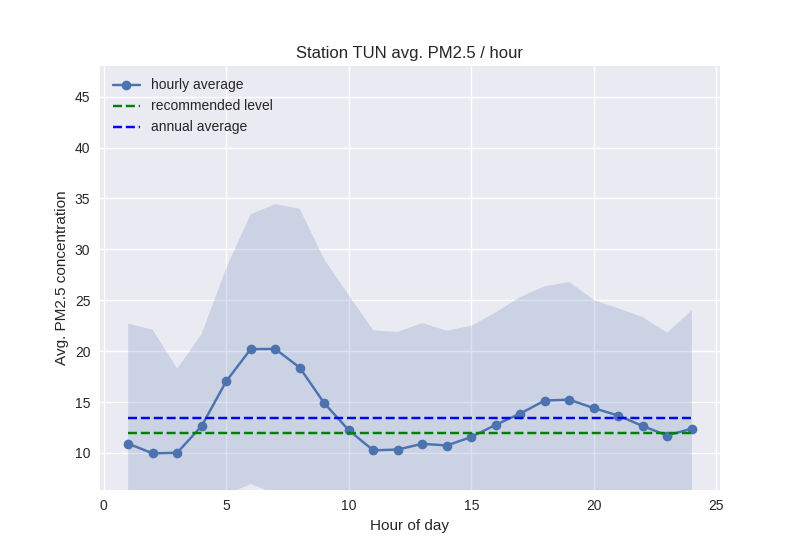 Station TUN avg. PM2.5 / hour
hourly average
recommended level
annual average
45
40
35
30
25
20
15
10
Avg. PM2.5 concentration
0 5 10 15 20 25
Hour of day